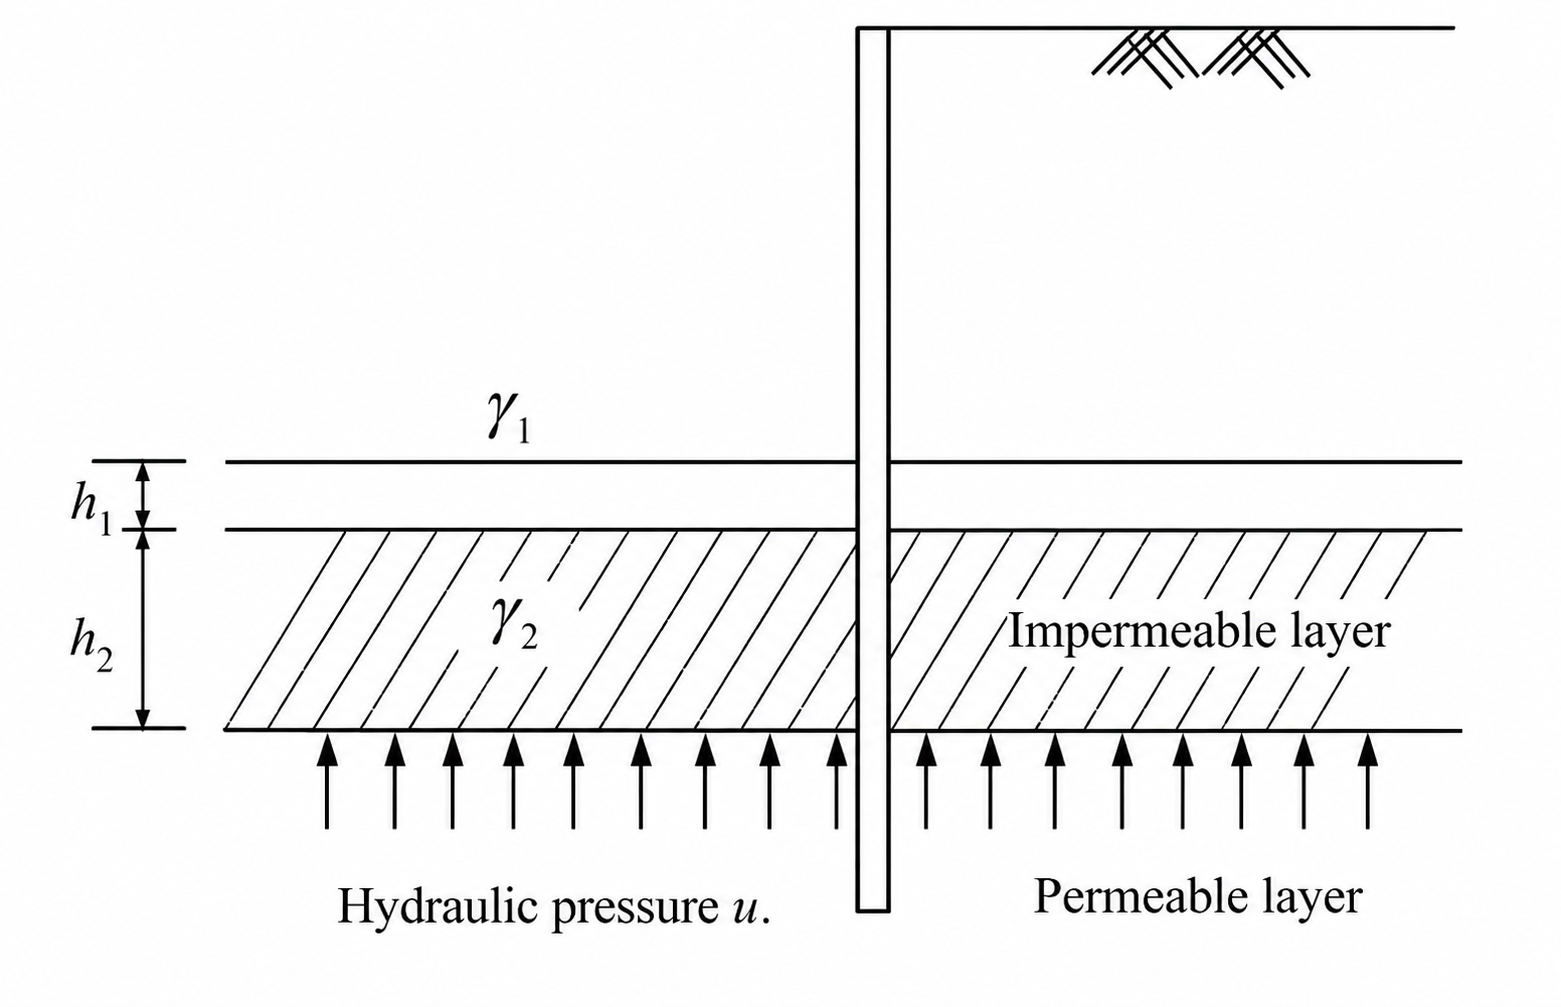 γ₁
h₁
h₂
γ₂
Impermeable layer
Hydraulic pressure u.
Permeable layer